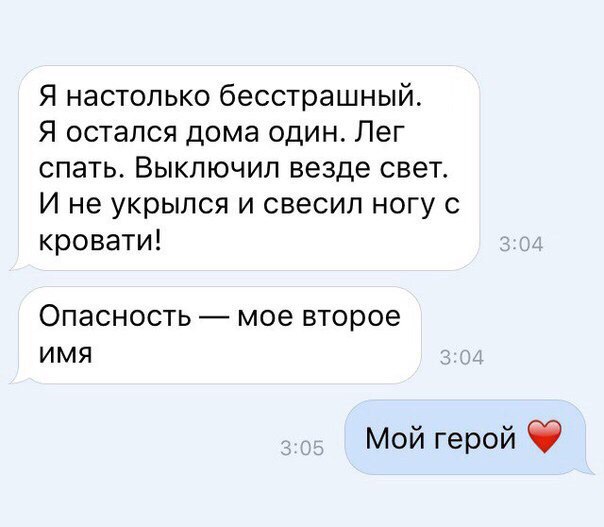 Я настолько бесстрашный.
Я остался дома один. Лег
спать. Выключил везде свет.
И не укрылся и свесил ногу с
кровати!
3:04
Опасность — мое второе
имя
3:04
Мой герой ❤️
3:05